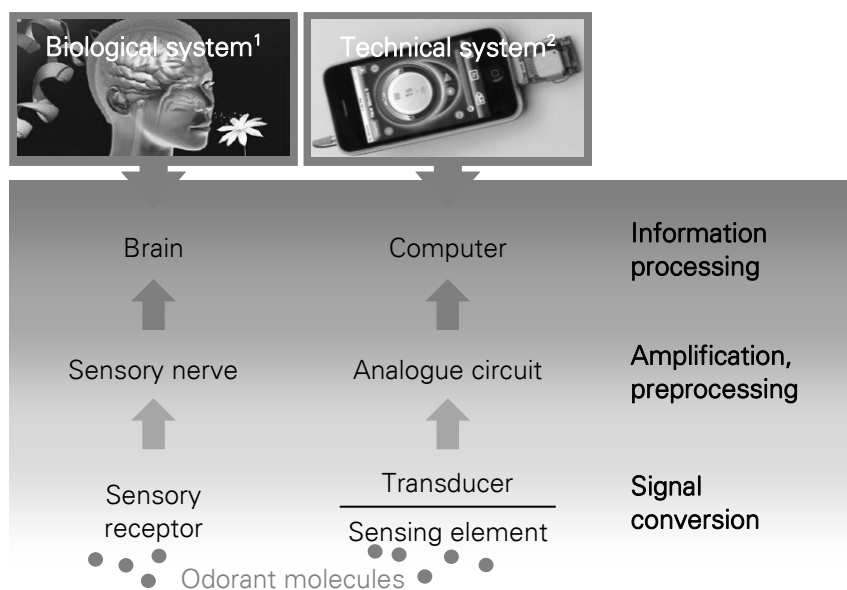 Biological system¹
Technical system²
Brain
Computer
Information
processing
Sensory nerve
Analogue circuit
Amplification,
preprocessing
Sensory
receptor
Transducer
Sensing element
Signal
conversion
Odorant molecules